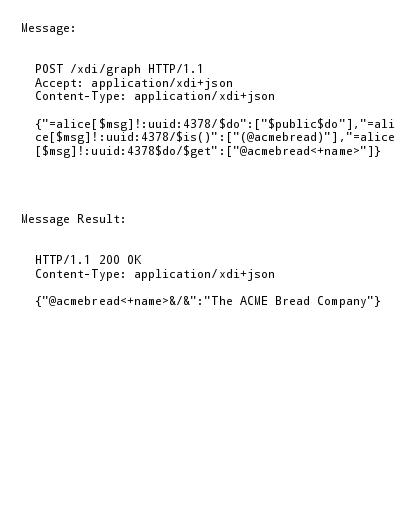 Message:
POST /xdi/graph HTTP/1.1
Accept: application/xdi+json
Content-Type: application/xdi+json
{"=alice[$msg]!:uuid:4378/$do":["$public$do"],"=ali
ce[$msg]!:uuid:4378/$is()":["(@acmebread)"],"=alice
[$msg]!:uuid:4378$do/$get":["@acmebread<+name>"]}
Message Result:
HTTP/1.1 200 OK
Content-Type: application/xdi+json
{"@acmebread<+name>&/&":"The ACME Bread Company"}